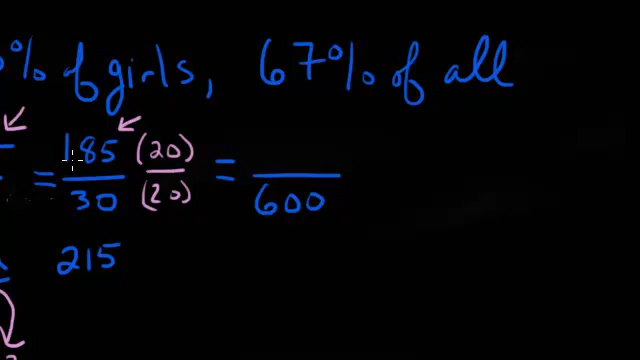 % of girls, 67% of all
= 185/30 (20)/(20) = /600
215